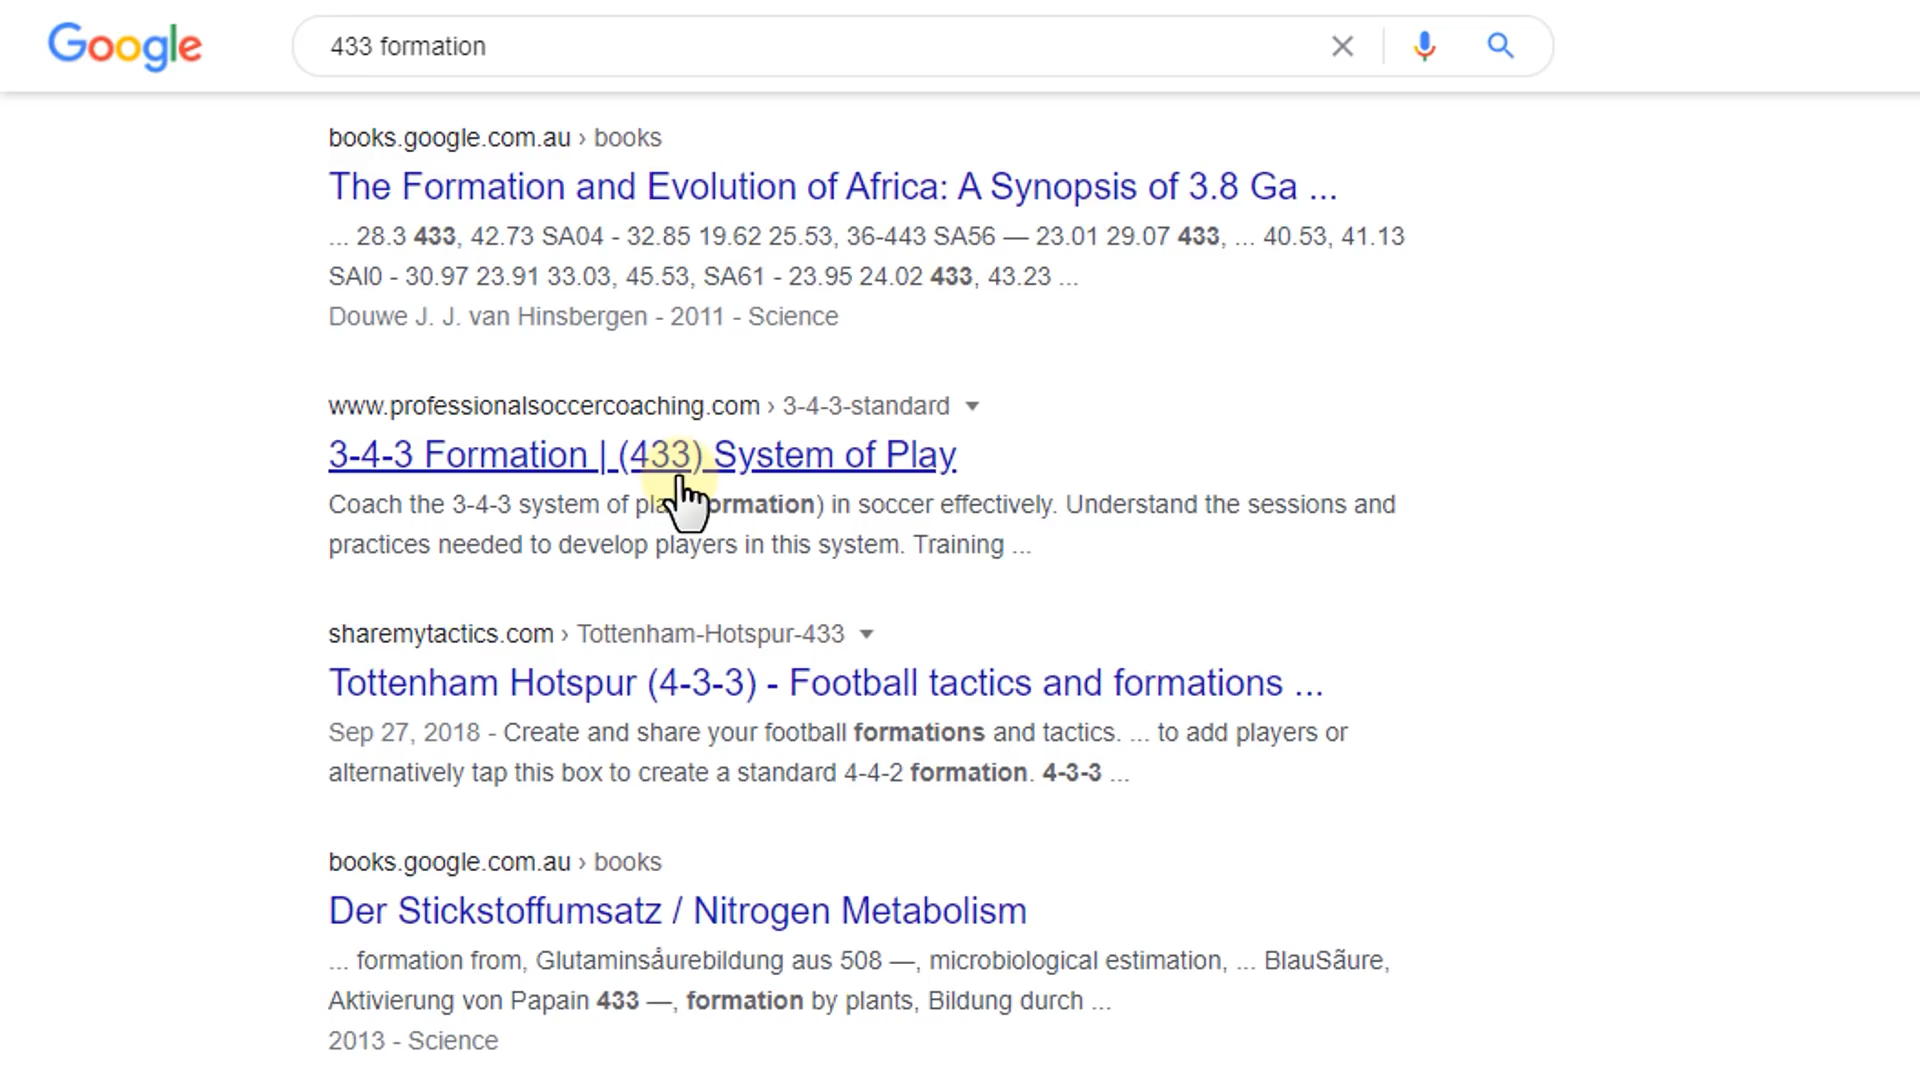 Google
433 formation
books.google.com.au › books
The Formation and Evolution of Africa: A Synopsis of 3.8 Ga ...
... 28.3 433, 42.73 SA04 - 32.85 19.62 25.53, 36-443 SA56 — 23.01 29.07 433, ... 40.53, 41.13
SAI0 - 30.97 23.91 33.03, 45.53, SA61 - 23.95 24.02 433, 43.23 ...
Douwe J. J. van Hinsbergen - 2011 - Science
www.professionalsoccercoaching.com › 3-4-3-standard
3-4-3 Formation | (433) System of Play
Coach the 3-4-3 system of ) in soccer effectively. Understand the sessions and
practices needed to develop players in this system. Training ...
sharemytactics.com › Tottenham-Hotspur-433
Tottenham Hotspur (4-3-3) - Football tactics and formations ...
Sep 27, 2018 - Create and share your football formations and tactics. ... to add players or
alternatively tap this box to create a standard 4-4-2 formation. 4-3-3 ...
books.google.com.au › books
Der Stickstoffumsatz / Nitrogen Metabolism
... formation from, Glutaminsåurebildung aus 508 —, microbiological estimation, ... BlauSãure,
Aktivierung von Papain 433 —, formation by plants, Bildung durch ...
2013 - Science